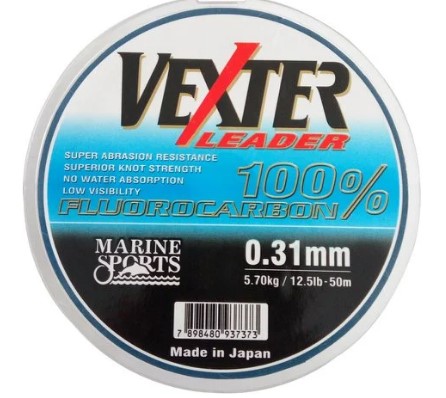 VEXTER
LEADER
SUPER ABRASION RESISTANCE
SUPERIOR KNOT STRENGTH
NO WATER ABSORPTION
LOW VISIBILITY
100%
FLUOROCARBON
MARINE
SPORTS
0.31mm
5.70kg / 12.5lb - 50m
7 898480 937373
Made in Japan